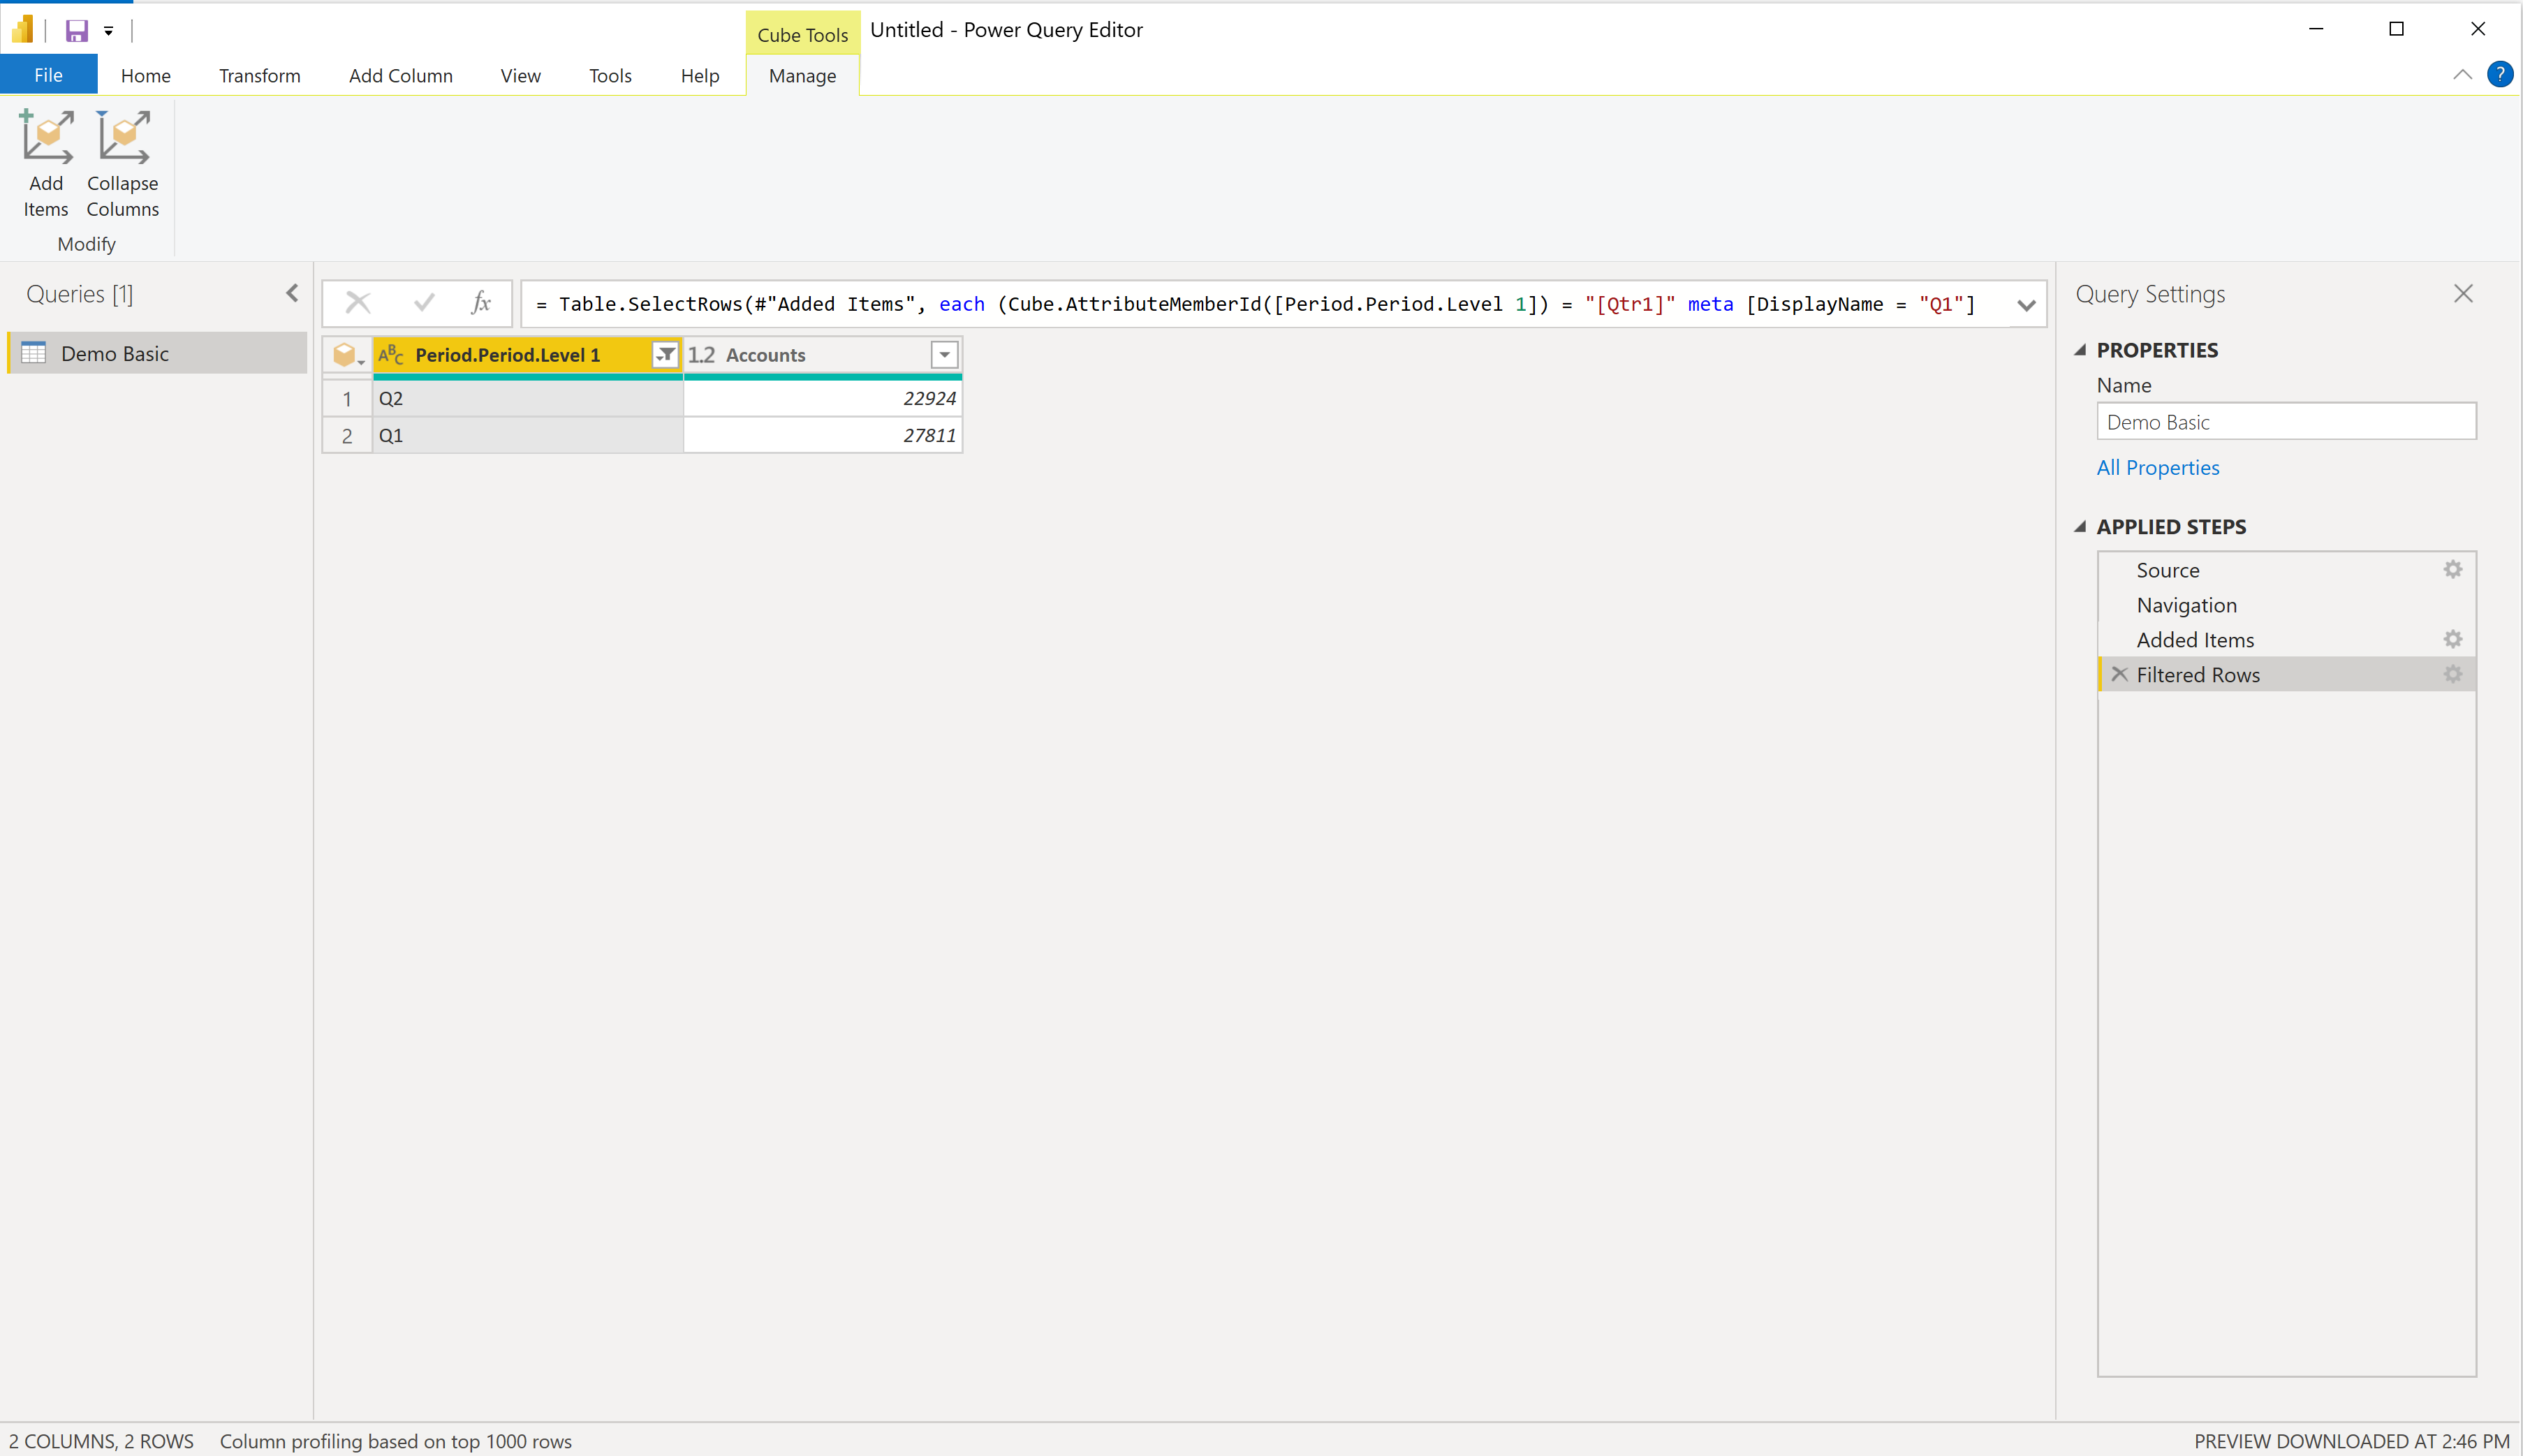 Cube Tools
Untitled - Power Query Editor
File
Home
Transform
Add Column
View
Tools
Help
Manage
?
Add
Items
Collapse
Columns
Modify
Queries [1]
Demo Basic
fx
= Table.SelectRows(#"Added Items", each (Cube.AttributeMemberId([Period.Period.Level 1]) = "[Qtr1]" meta [DisplayName = "Q1"]
ABC Period.Period.Level 1
1.2 Accounts
1 Q2 22924
2 Q1 27811
Query Settings
PROPERTIES
Name
Demo Basic
All Properties
APPLIED STEPS
Source
Navigation
Added Items
Filtered Rows
2 COLUMNS, 2 ROWS
Column profiling based on top 1000 rows
PREVIEW DOWNLOADED AT 2:46 PM